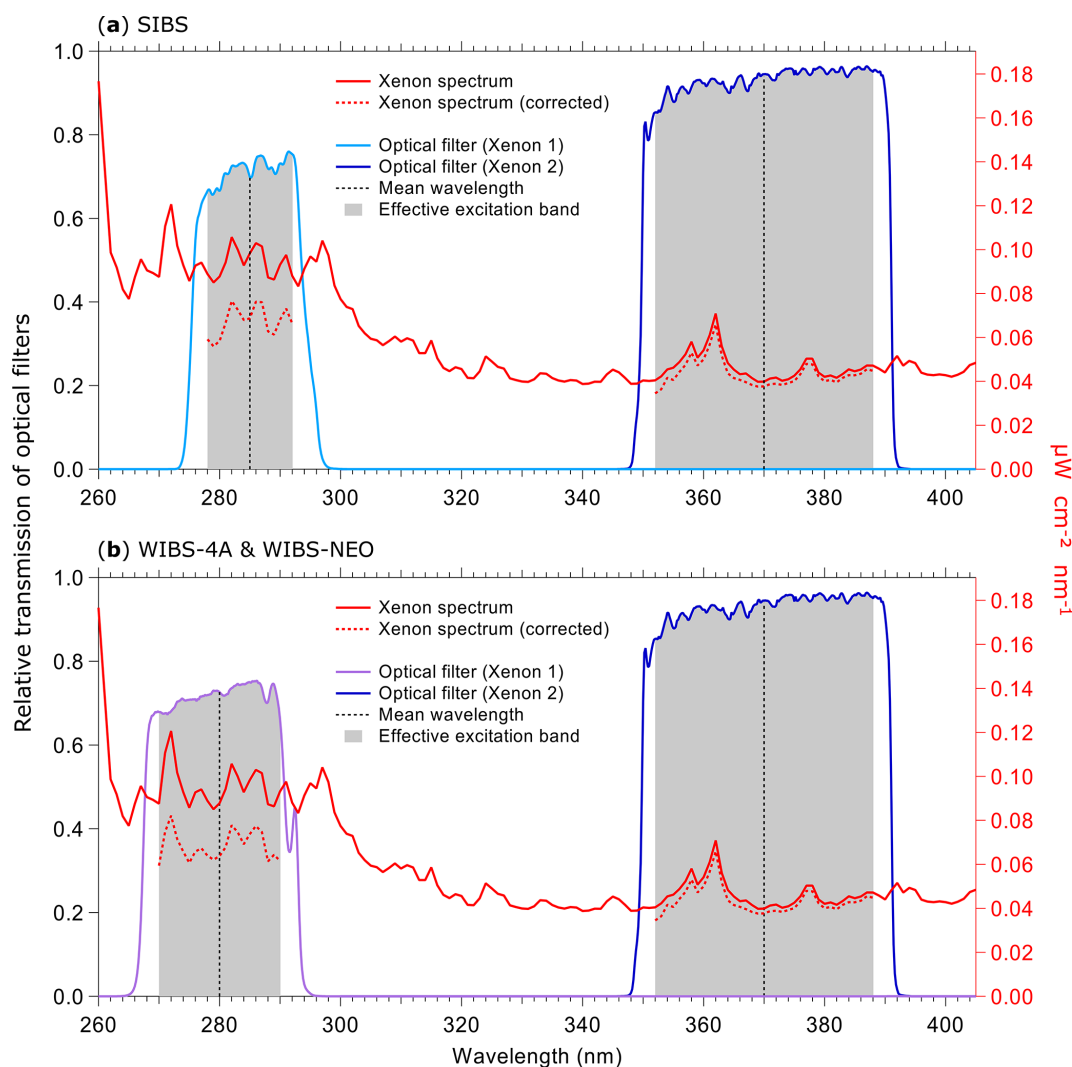 (a) SIBS
1.0
0.8
0.6
0.4
0.2
0.0
Xenon spectrum
Xenon spectrum (corrected)
Optical filter (Xenon 1)
Optical filter (Xenon 2)
Mean wavelength
Effective excitation band
0.18
0.16
0.14
0.12
0.10
0.08
0.06
0.04
0.02
0.00
260 280 300 320 340 360 380 400
Relative transmission of optical filters
µW cm-2 nm-1
(b) WIBS-4A & WIBS-NEO
1.0
0.8
0.6
0.4
0.2
0.0
Xenon spectrum
Xenon spectrum (corrected)
Optical filter (Xenon 1)
Optical filter (Xenon 2)
Mean wavelength
Effective excitation band
0.18
0.16
0.14
0.12
0.10
0.08
0.06
0.04
0.02
0.00
260 280 300 320 340 360 380 400
Wavelength (nm)